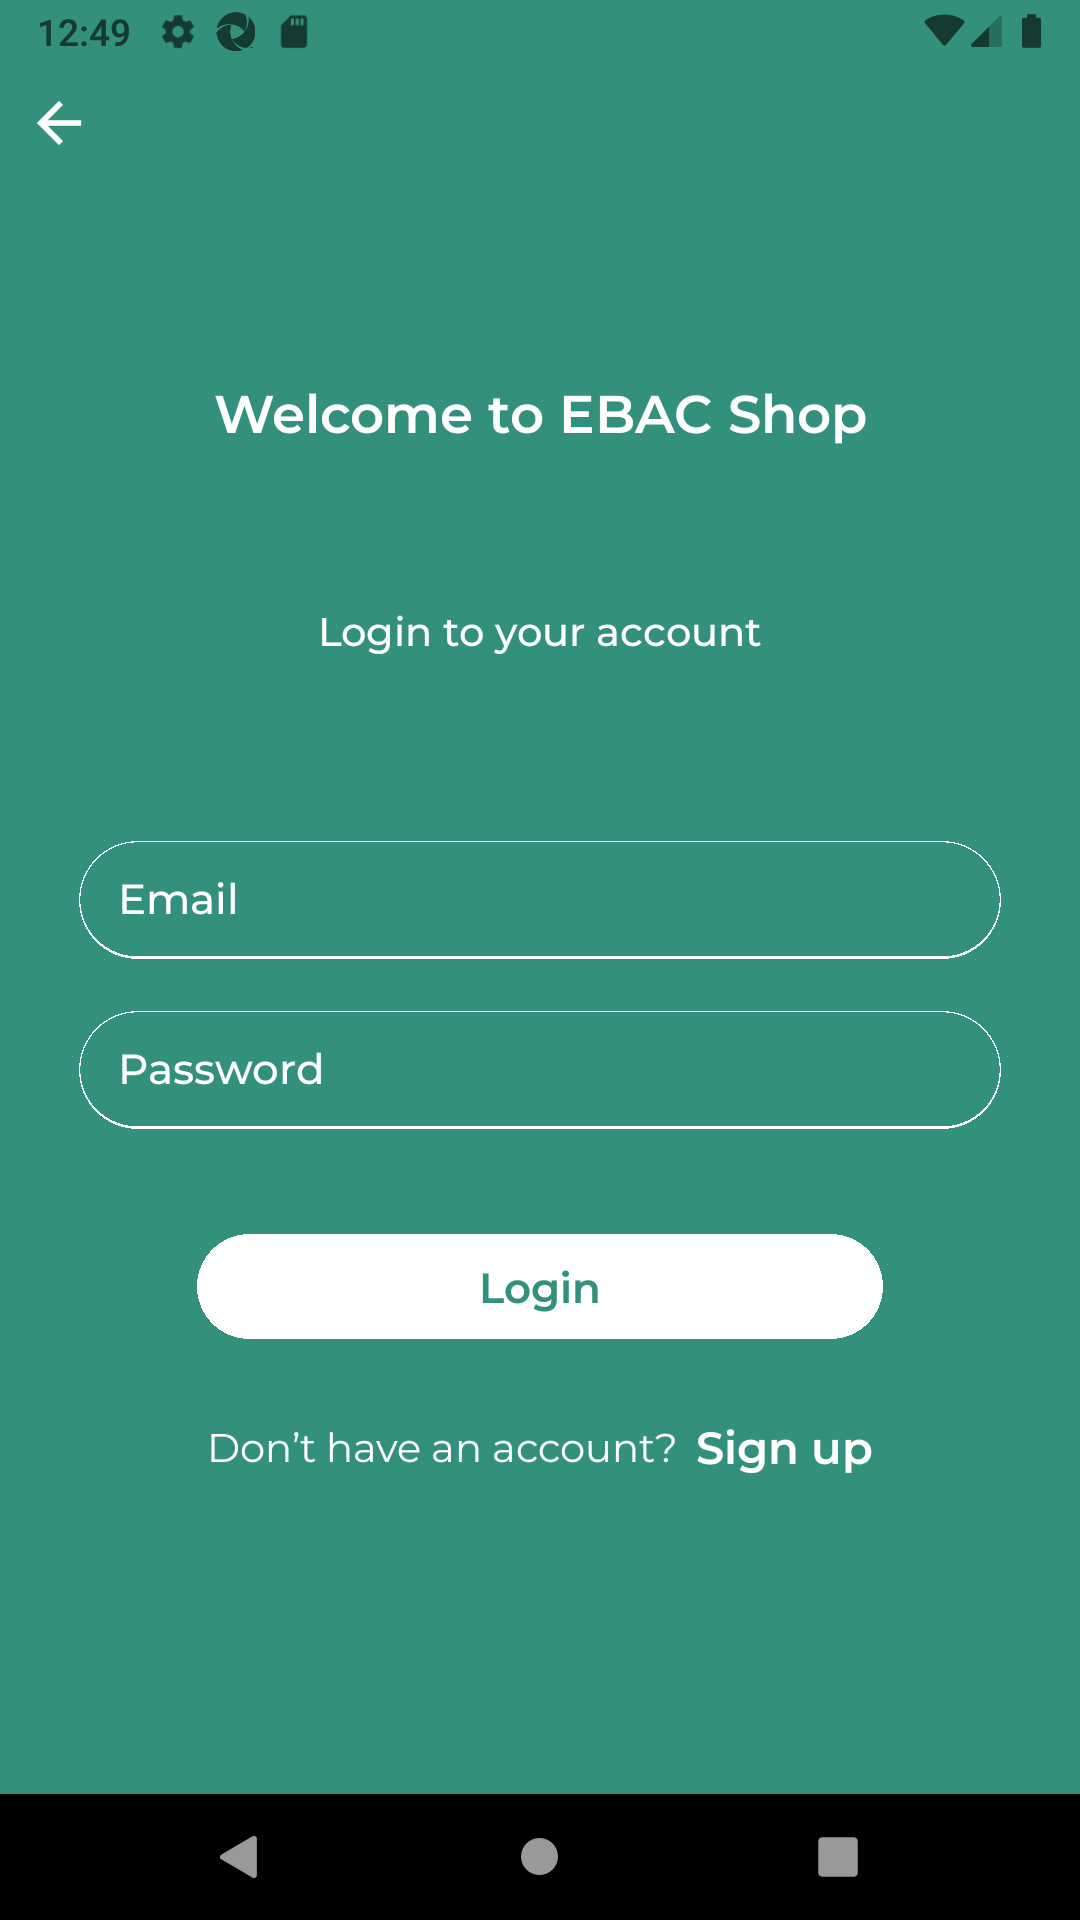 12:49
Welcome to EBAC Shop
Login to your account
Email
Password
Login
Don’t have an account? Sign up